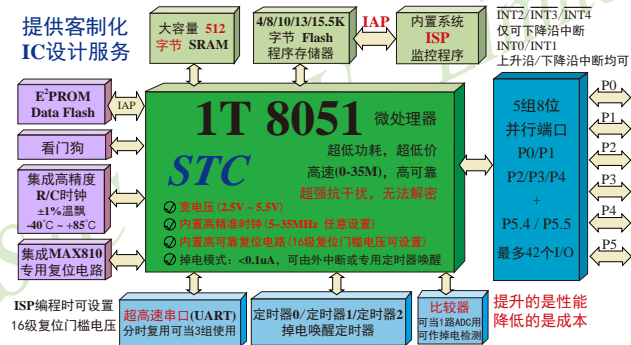 提供客制化
IC设计服务
大容量 512
字节 SRAM
4/8/10/13/15.5K
字节 Flash
程序存储器
IAP
内置系统
ISP
监控程序
INT2/INT3/INT4
仅可下降沿中断
INT0/INT1
上升沿/下降沿中断均可
E²PROM
Data Flash
IAP
看门狗
集成高精度
R/C时钟
±1%温飘
-40℃~+85℃
集成MAX810
专用复位电路
1T 8051 微处理器
STC
超低功耗，超低价
高速(0-35M)，高可靠
超强抗干扰，无法解密
宽电压(2.5V ~ 5.5V)
内置高精准时钟(5~35MHz 任意设置)
内置高可靠复位电路(16级复位门槛电压可设置)
掉电模式：<0.1uA，可由外中断或专用定时器唤醒
5组8位
并行端口
P0/P1
P2/P3/P4
+
P5.4 / P5.5
最多42个I/O
P0
P1
P2
P3
P4
P5
ISP编程时可设置
16级复位门槛电压
超高速串口(UART)
分时复用可当3组使用
定时器0/定时器1/定时器2
掉电唤醒定时器
比较器
可当1路ADC用
可作掉电检测
提升的是性能
降低的是成本